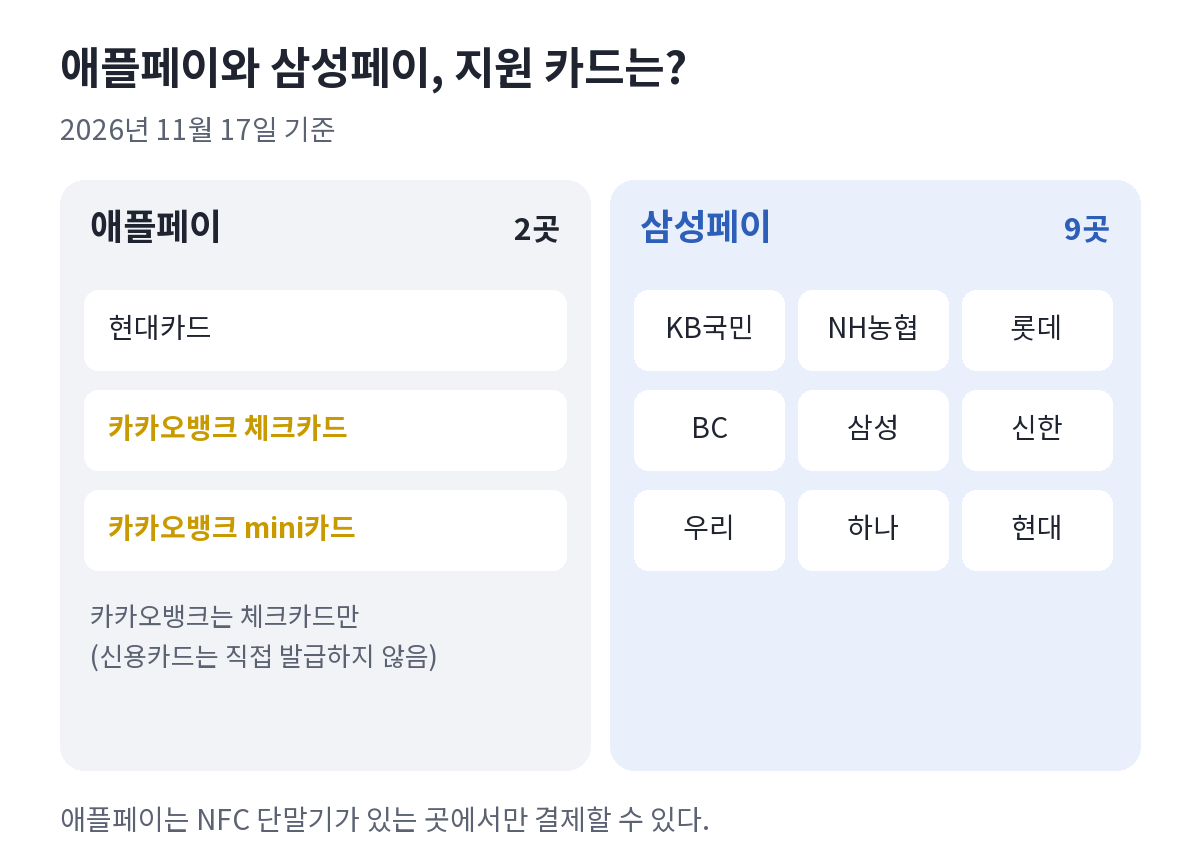 애플페이와 삼성페이, 지원 카드는?
2026년 11월 17일 기준
애플페이
2곳
현대카드
카카오뱅크 체크카드
카카오뱅크 mini카드
카카오뱅크는 체크카드만
(신용카드는 직접 발급하지 않음)
삼성페이
9곳
KB국민
NH농협
롯데
BC
삼성
신한
우리
하나
현대
애플페이는 NFC 단말기가 있는 곳에서만 결제할 수 있다.